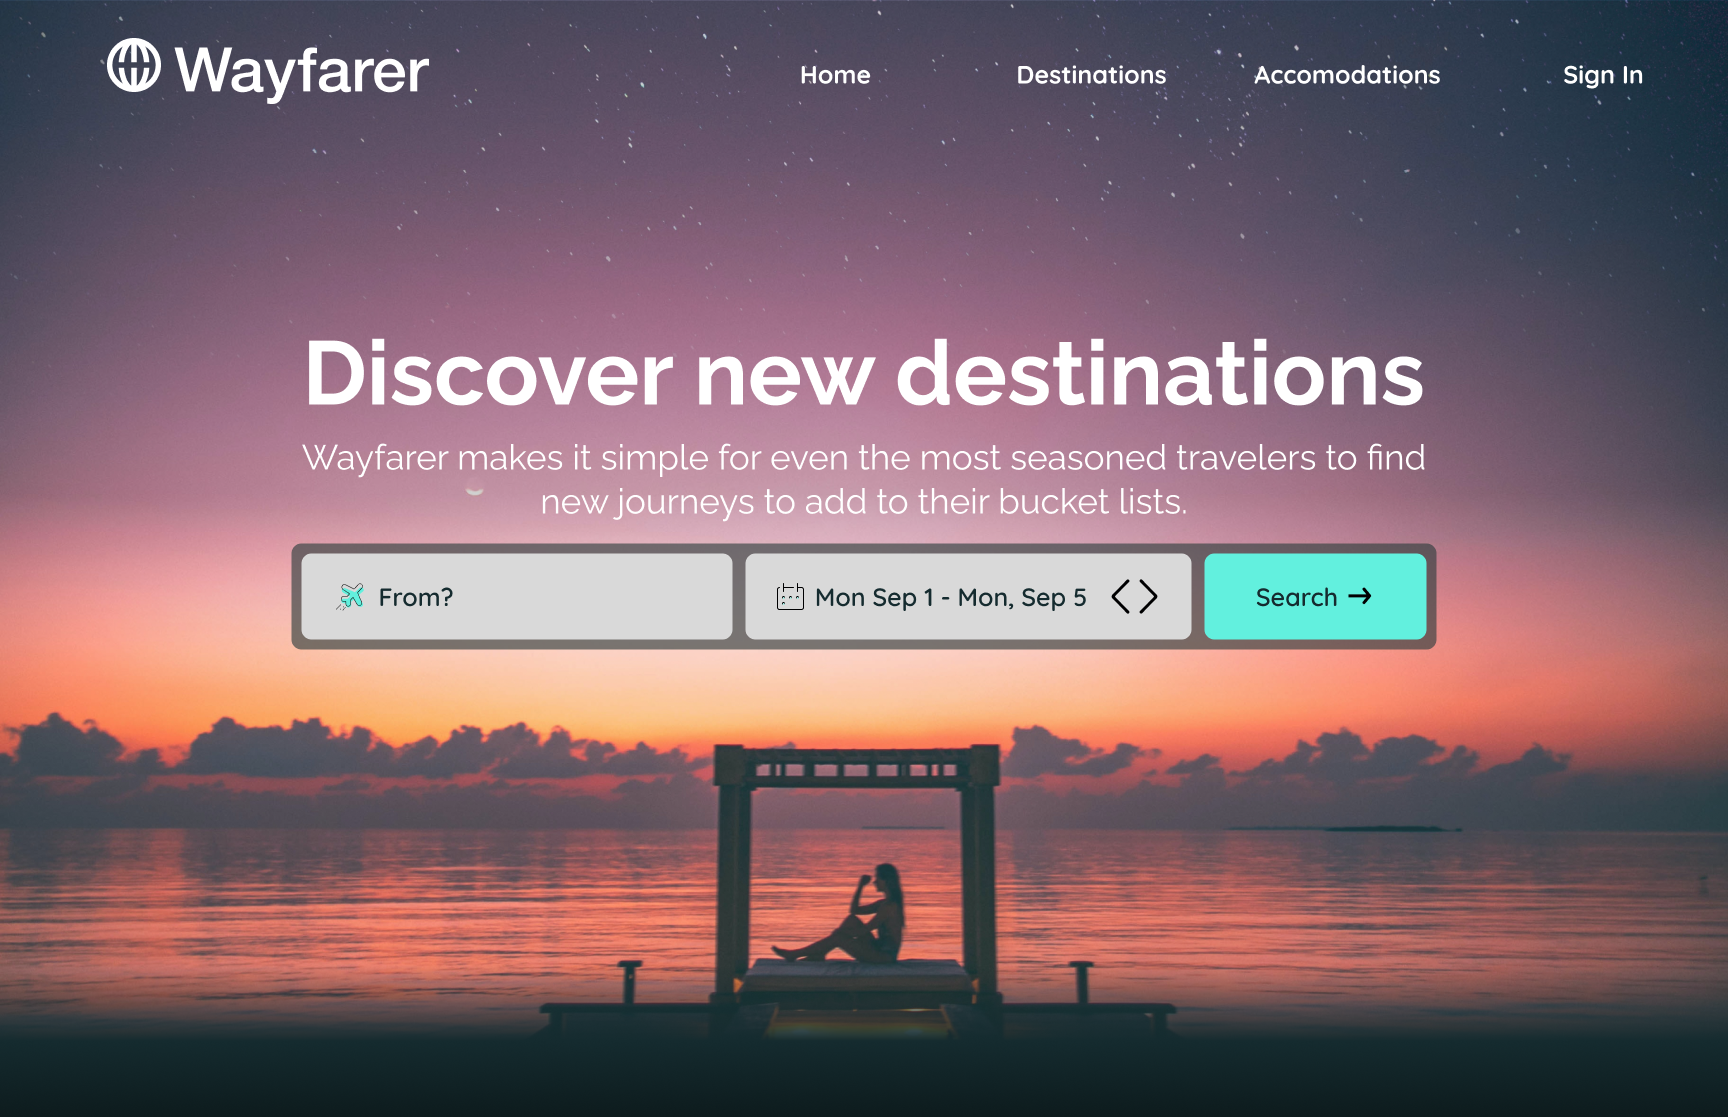 Wayfarer
Home
Destinations
Accomodations
Sign In
Discover new destinations
Wayfarer makes it simple for even the most seasoned travelers to find
new journeys to add to their bucket lists.
From?
Mon Sep 1 - Mon, Sep 5
Search →